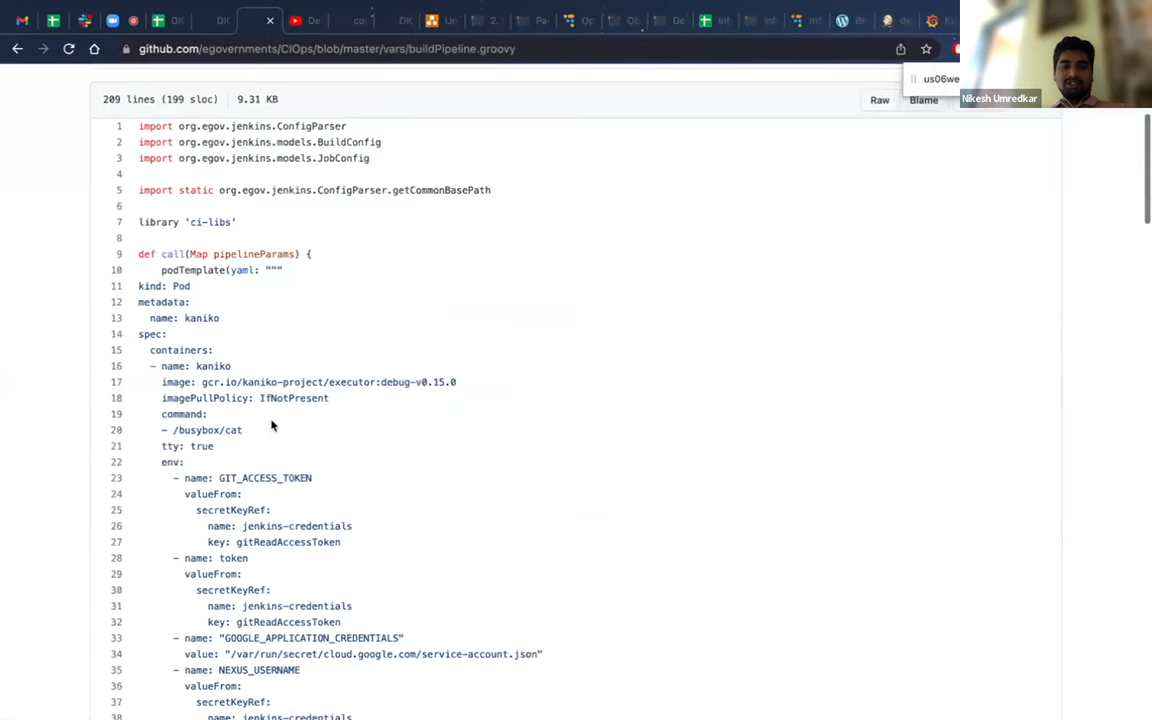 github.com/egovernments/CIOps/blob/master/vars/buildPipeline.groovy
us06we
Nikesh Umredkar
209 lines (199 sloc) 9.31 KB
Raw Blame
1 import org.egov.jenkins.ConfigParser
2 import org.egov.jenkins.models.BuildConfig
3 import org.egov.jenkins.models.JobConfig
4
5 import static org.egov.jenkins.ConfigParser.getCommonBasePath
6
7 library 'ci-libs'
8
9 def call(Map pipelineParams) {
10 podTemplate(yaml: """
11 kind: Pod
12 metadata:
13 name: kaniko
14 spec:
15 containers:
16 - name: kaniko
17 image: gcr.io/kaniko-project/executor:debug-v0.15.0
18 imagePullPolicy: IfNotPresent
19 command:
20 - /busybox/cat
21 tty: true
22 env:
23 - name: GIT_ACCESS_TOKEN
24 valueFrom:
25 secretKeyRef:
26 name: jenkins-credentials
27 key: gitReadAccessToken
28 - name: token
29 valueFrom:
30 secretKeyRef:
31 name: jenkins-credentials
32 key: gitReadAccessToken
33 - name: "GOOGLE_APPLICATION_CREDENTIALS"
34 value: "/var/run/secret/cloud.google.com/service-account.json"
35 - name: NEXUS_USERNAME
36 valueFrom:
37 secretKeyRef:
38 name: jenkins-credentials